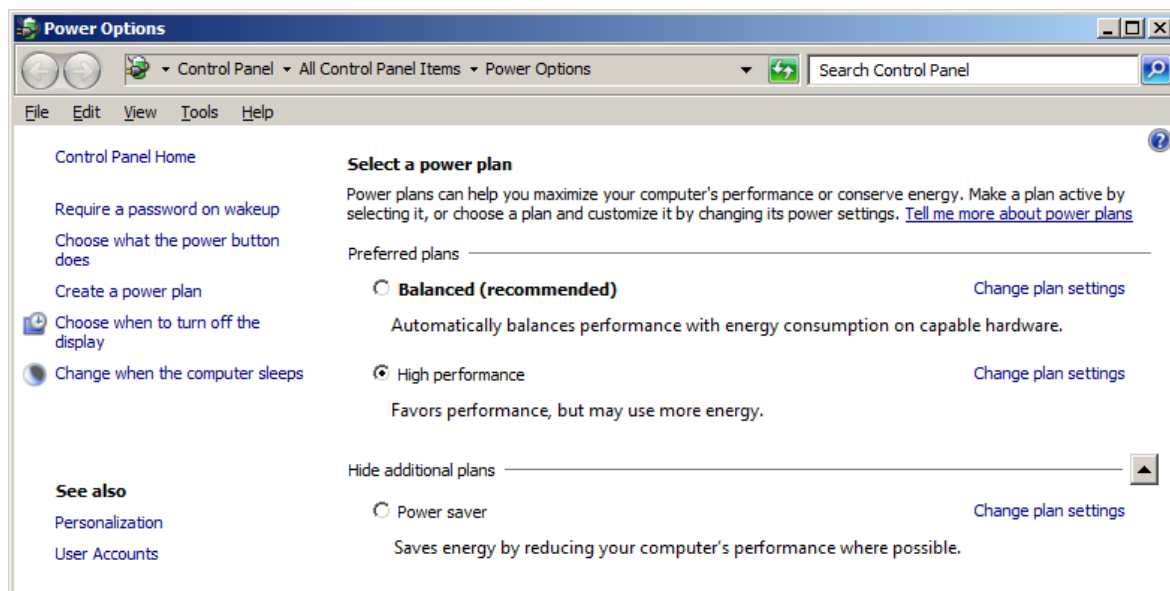 Power Options
Control Panel All Control Panel Items Power Options Search Control Panel
File Edit View Tools Help
Control Panel Home
Require a password on wakeup
Choose what the power button
does
Create a power plan
Choose when to turn off the
display
Change when the computer sleeps
See also
Personalization
User Accounts
Select a power plan
Power plans can help you maximize your computer's performance or conserve energy. Make a plan active by
selecting it, or choose a plan and customize it by changing its power settings. Tell me more about power plans
Preferred plans
Balanced (recommended) Change plan settings
Automatically balances performance with energy consumption on capable hardware.
High performance Change plan settings
Favors performance, but may use more energy.
Hide additional plans
Power saver Change plan settings
Saves energy by reducing your computer's performance where possible.